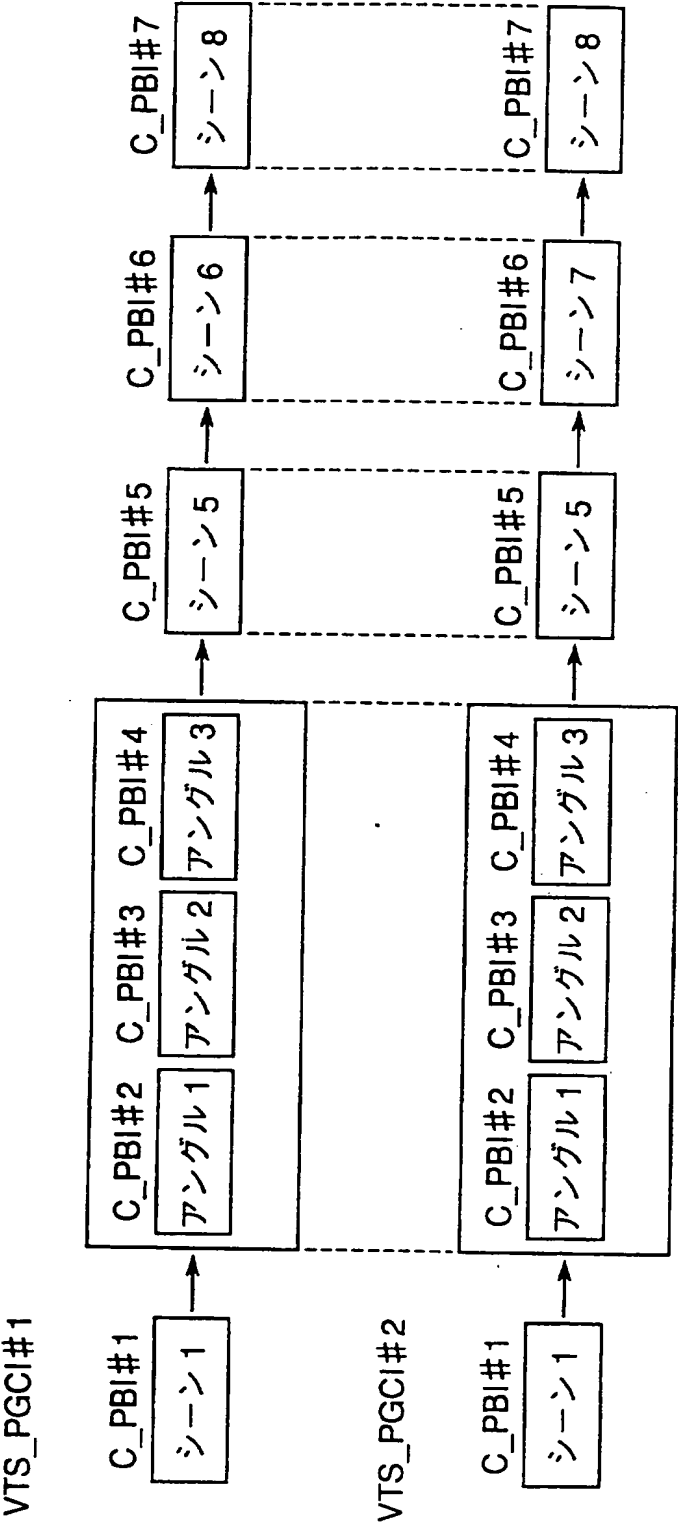 VTS_PGCI#1
C_PBI#1
シーン1
C_PBI#2
アングル1
C_PBI#3
アングル2
C_PBI#4
アングル3
C_PBI#5
シーン5
C_PBI#6
シーン6
C_PBI#7
シーン8
VTS_PGCI#2
C_PBI#1
シーン1
C_PBI#2
アングル1
C_PBI#3
アングル2
C_PBI#4
アングル3
C_PBI#5
シーン5
C_PBI#6
シーン7
C_PBI#7
シーン8